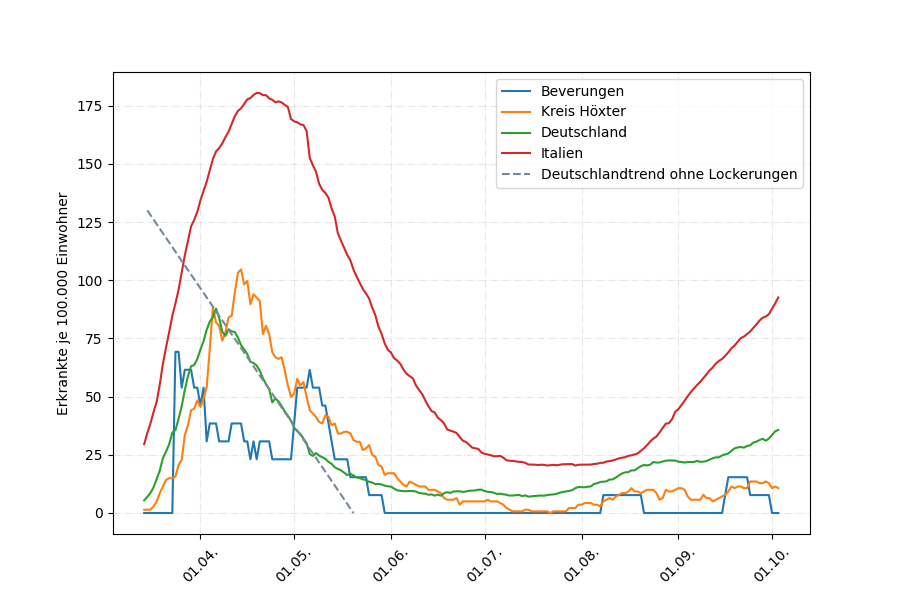 Erkrankte je 100.000 Einwohner
175
150
125
100
75
50
25
0
Beverungen
Kreis Höxter
Deutschland
Italien
Deutschlandtrend ohne Lockerungen
01.04.
01.05.
01.06.
01.07.
01.08.
01.09.
01.10.